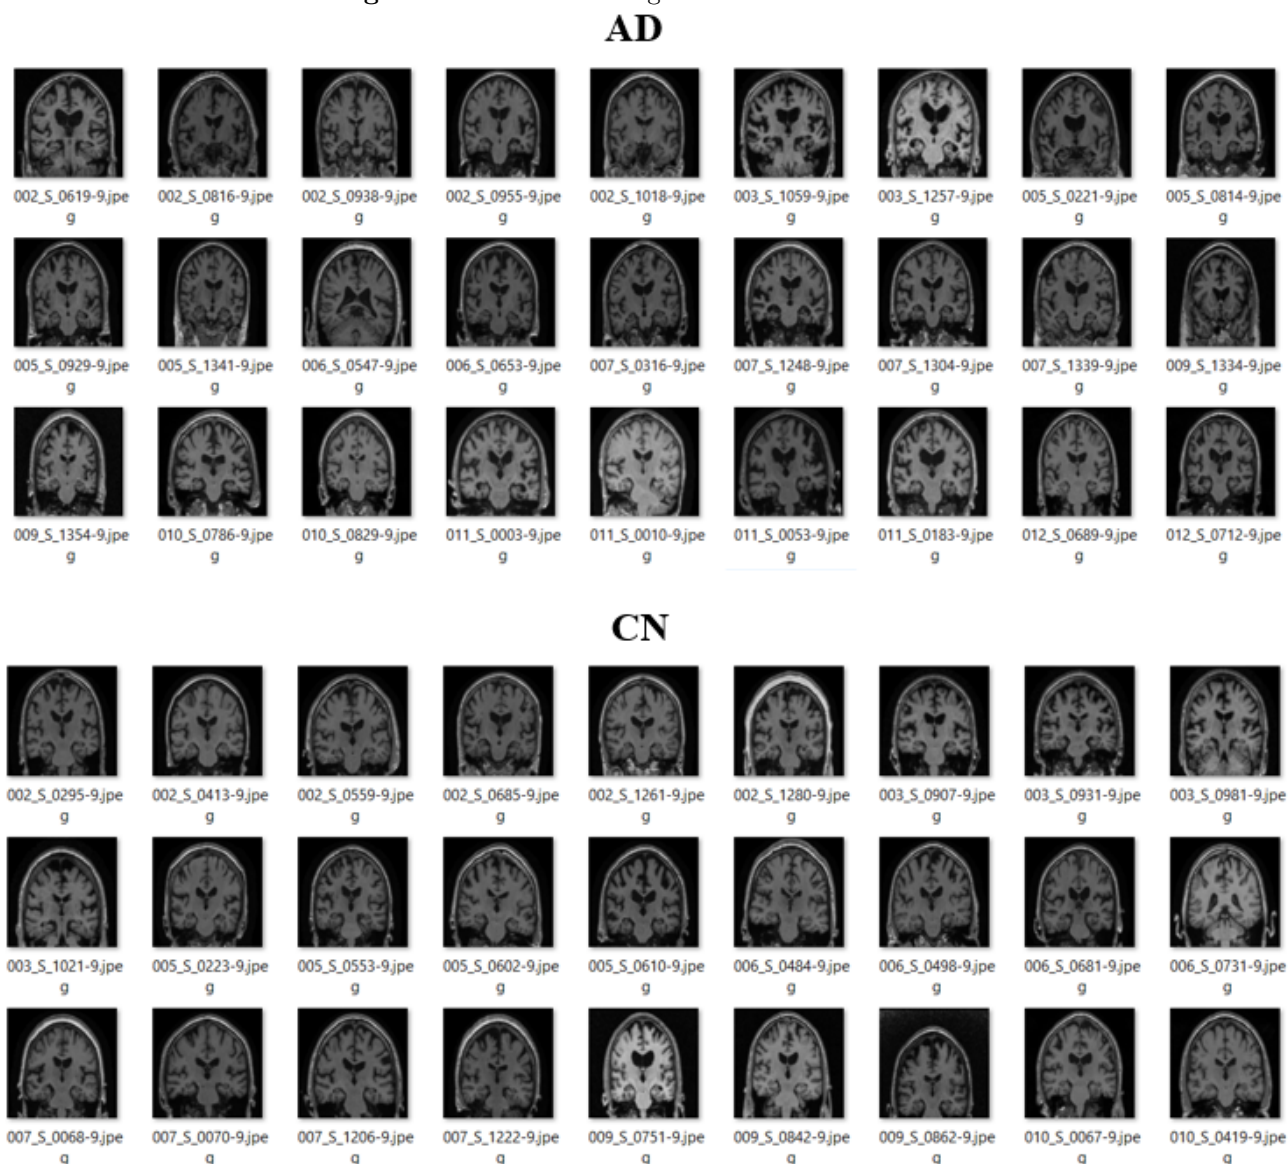 AD
002_S_0619-9.jpe 002_S_0816-9.jpe 002_S_0938-9.jpe 002_S_0955-9.jpe 002_S_1018-9.jpe 003_S_1059-9.jpe 003_S_1257-9.jpe 005_S_0221-9.jpe 005_S_0814-9.jpe
g g g g g g g g g
005_S_0929-9.jpe 005_S_1341-9.jpe 006_S_0547-9.jpe 006_S_0653-9.jpe 007_S_0316-9.jpe 007_S_1248-9.jpe 007_S_1304-9.jpe 007_S_1339-9.jpe 009_S_1334-9.jpe
g g g g g g g g g
009_S_1354-9.jpe 010_S_0786-9.jpe 010_S_0829-9.jpe 011_S_0003-9.jpe 011_S_0010-9.jpe 011_S_0053-9.jpe 011_S_0183-9.jpe 012_S_0689-9.jpe 012_S_0712-9.jpe
g g g g g g g g g
CN
002_S_0295-9.jpe 002_S_0413-9.jpe 002_S_0559-9.jpe 002_S_0685-9.jpe 002_S_1261-9.jpe 002_S_1280-9.jpe 003_S_0907-9.jpe 003_S_0931-9.jpe 003_S_0981-9.jpe
g g g g g g g g g
003_S_1021-9.jpe 005_S_0223-9.jpe 005_S_0553-9.jpe 005_S_0602-9.jpe 005_S_0610-9.jpe 006_S_0484-9.jpe 006_S_0498-9.jpe 006_S_0681-9.jpe 006_S_0731-9.jpe
g g g g g g g g g
007_S_0068-9.jpe 007_S_0070-9.jpe 007_S_1206-9.jpe 007_S_1222-9.jpe 009_S_0751-9.jpe 009_S_0842-9.jpe 009_S_0862-9.jpe 010_S_0067-9.jpe 010_S_0419-9.jpe
g g g g g g g g g